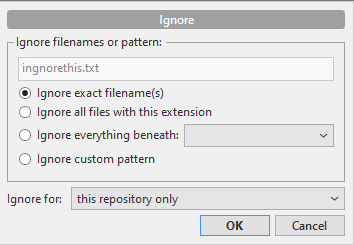 Ignore
Ignore filenames or pattern:
ingnorethis.txt
Ignore exact filename(s)
Ignore all files with this extension
Ignore everything beneath:
Ignore custom pattern
Ignore for: this repository only
OK Cancel